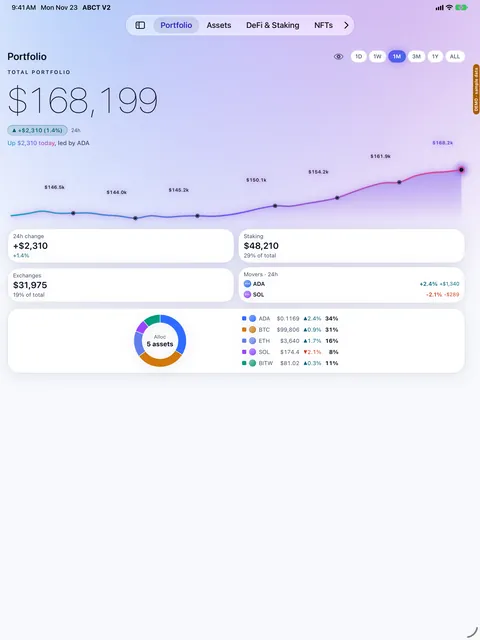 9:41 AM Mon Nov 23 ABCT V2
Portfolio Assets DeFi & Staking NFTs
Portfolio
1D 1W 1M 3M 1Y ALL
TOTAL PORTFOLIO
$168,199
▲ +$2,310 (1.4%) 24h
Up $2,310 today, led by ADA
$146.5k
$144.0k
$145.2k
$150.1k
$154.2k
$161.9k
$168.2k
24h change
+$2,310
+1.4%
Staking
$48,210
29% of total
Exchanges
$31,975
19% of total
Movers · 24h
ADA +2.4% +$1,340
SOL -2.1% -$289
Alloc
5 assets
ADA $0.1169 ▲2.4% 34%
BTC $99,806 ▲0.9% 31%
ETH $3,640 ▲1.7% 16%
SOL $174.4 ▼2.1% 8%
BITW $81.02 ▲0.3% 11%